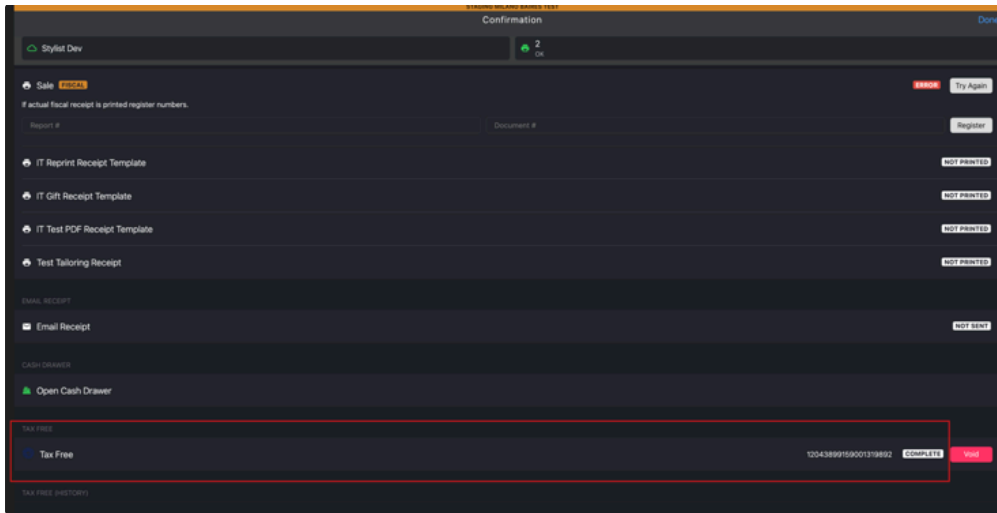 STAGING MILANO BAINES TEST
Confirmation
Done
Stylist Dev
2
OK
Sale FISCAL
ERROR
Try Again
If actual fiscal receipt is printed register numbers.
Report #
Document #
Register
IT Reprint Receipt Template
NOT PRINTED
IT Gift Receipt Template
NOT PRINTED
IT Test PDF Receipt Template
NOT PRINTED
Test Tailoring Receipt
NOT PRINTED
EMAIL RECEIPT
Email Receipt
NOT SENT
CASH DRAWER
Open Cash Drawer
TAX FREE
Tax Free
12043899159001319892
COMPLETE
Void
TAX FREE (HISTORY)